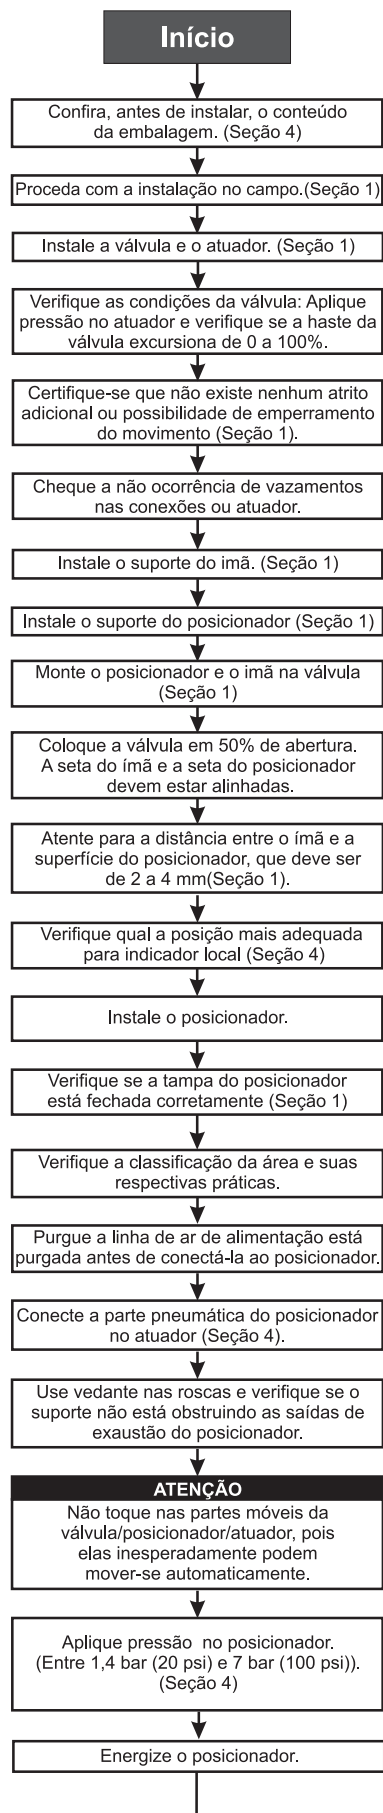 Início
Confira, antes de instalar, o conteúdo
da embalagem. (Seção 4)
Proceda com a instalação no campo.(Seção 1)
Instale a válvula e o atuador. (Seção 1)
Verifique as condições da válvula: Aplique
pressão no atuador e verifique se a haste da
válvula excursiona de 0 a 100%.
Certifique-se que não existe nenhum atrito
adicional ou possibilidade de emperramento
do movimento (Seção 1).
Cheque a não ocorrência de vazamentos
nas conexões ou atuador.
Instale o suporte do imã. (Seção 1)
Instale o suporte do posicionador (Seção 1)
Monte o posicionador e o imã na válvula
(Seção 1)
Coloque a válvula em 50% de abertura.
A seta do ímã e a seta do posicionador
devem estar alinhadas.
Atente para a distância entre o ímã e a
superfície do posicionador, que deve ser
de 2 a 4 mm(Seção 1).
Verifique qual a posição mais adequada
para indicador local (Seção 4)
Instale o posicionador.
Verifique se a tampa do posicionador
está fechada corretamente (Seção 1)
Verifique a classificação da área e suas
respectivas práticas.
Purgue a linha de ar de alimentação está
purgada antes de conectá-la ao posicionador.
Conecte a parte pneumática do posicionador
no atuador (Seção 4).
Use vedante nas roscas e verifique se o
suporte não está obstruindo as saídas de
exaustão do posicionador.
ATENÇÃO
Não toque nas partes móveis da
válvula/posicionador/atuador, pois
elas inesperadamente podem
mover-se automaticamente.
Aplique pressão no posicionador.
(Entre 1,4 bar (20 psi) e 7 bar (100 psi)).
(Seção 4)
Energize o posicionador.